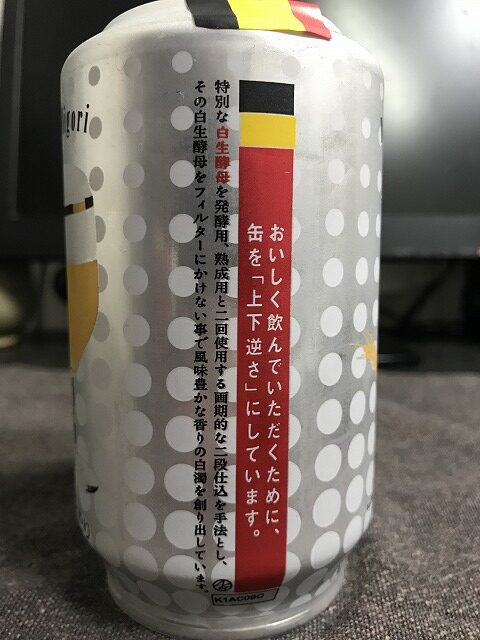 おいしく飲んでいただくために、
缶を「上下逆さ」にしています。
特別な白生酵母を発酵用、熟成用と二回使用する画期的な二段仕込を手法とし、
その白生酵母をフィルターにかけない事で風味豊かな香りの白濁を創り出しています。
igori
K1AC09C